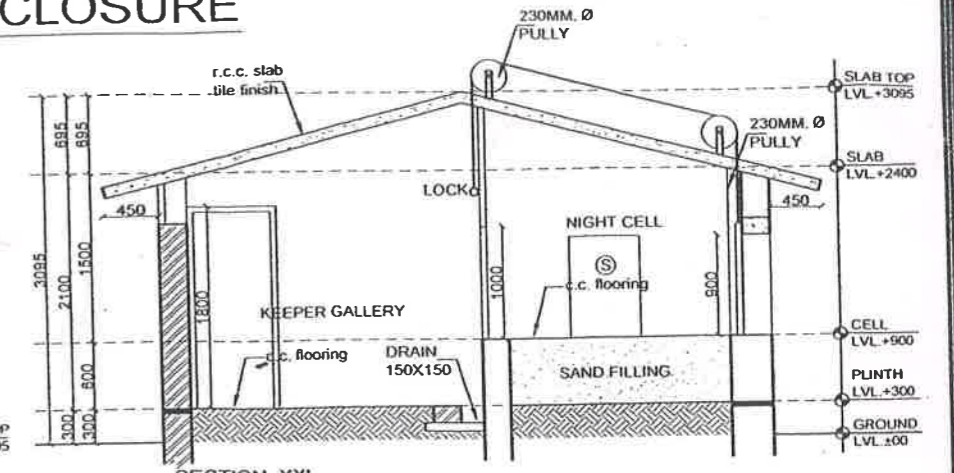 CLOSURE
230MM. Ø
PULLY
r.c.c. slab
tile finish
SLAB TOP
LVL.+3095
230MM. Ø
PULLY
SLAB
LVL.+2400
695
695
LOCK
450
450
NIGHT CELL
S
c.c. flooring
3095
2100
1500
1800
1000
900
KEEPER GALLERY
CELL
LVL.+900
c.c. flooring
DRAIN
150X150
SAND FILLING
PLINTH
LVL.+300
600
300
300
GROUND
LVL.±00